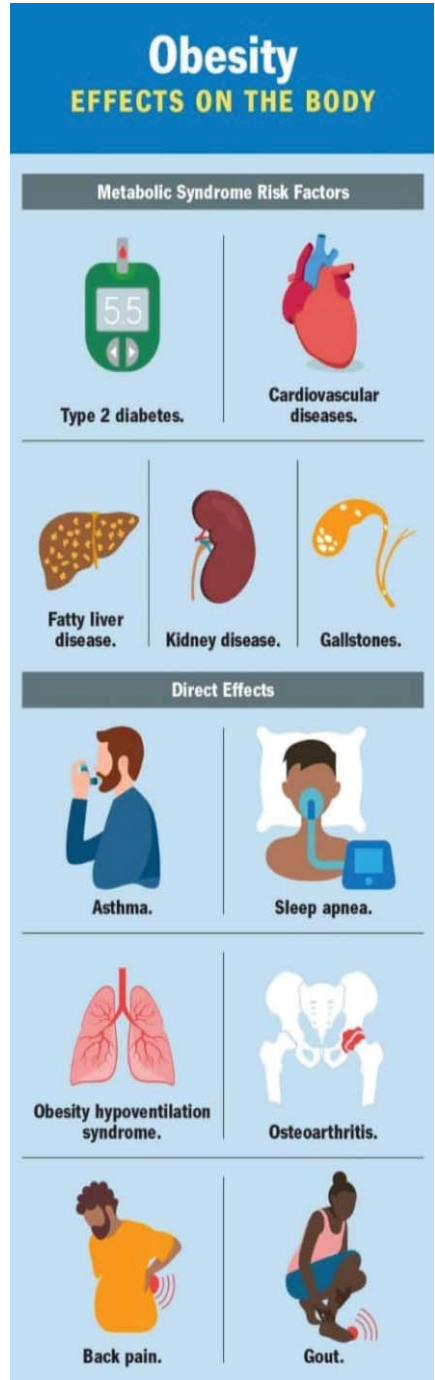 Obesity
EFFECTS ON THE BODY
Metabolic Syndrome Risk Factors
5.5
Type 2 diabetes.
Cardiovascular
diseases.
Fatty liver
disease.
Kidney disease.
Gallstones.
Direct Effects
Asthma.
Sleep apnea.
Obesity hypoventilation
syndrome.
Osteoarthritis.
Back pain.
Gout.